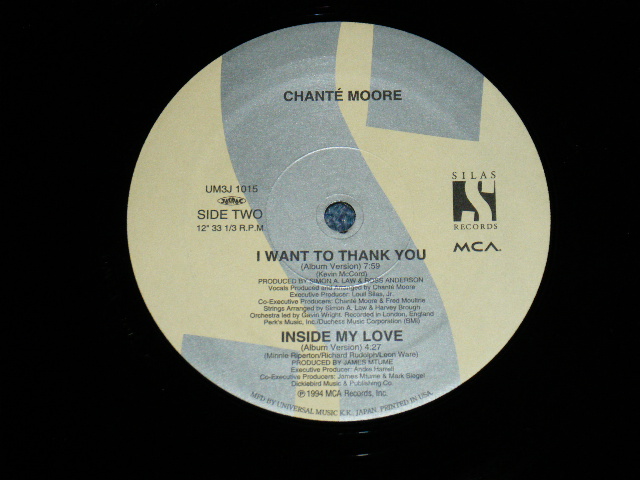 CHANTÉ MOORE
UM3J 1015
SIDE TWO
12" 33 1/3 R.P.M
SILAS
S
RECORDS
MCA
I WANT TO THANK YOU
(Album Version) 7:59
(Kevin McCord)
PRODUCED BY SIMON A. LAW & ROSS ANDERSON
Vocals Produced and Arranged by Chanté Moore
Executive Producer: Louil Silas, Jr.
Co-Executive Producers: Chanté Moore & Fred Moultrie
Strings Arranged by Simon A. Law & Harvey Brough
Orchestra led by Gavin Wright. Recorded in London, England
Perk's Music, Inc./Duchess Music Corporation (BMI)
INSIDE MY LOVE
(Album Version) 4:27
(Minnie Riperton/Richard Rudolph/Leon Ware)
PRODUCED BY JAMES MTUME
Executive Producer: Andre Harrell
Co-Executive Producers: James Mtume & Mark Siegel
Dicklebird Music & Publishing Co.
℗ 1994 MCA Records, Inc.
MFD BY UNIVERSAL MUSIC K.K., JAPAN. PRINTED IN USA.